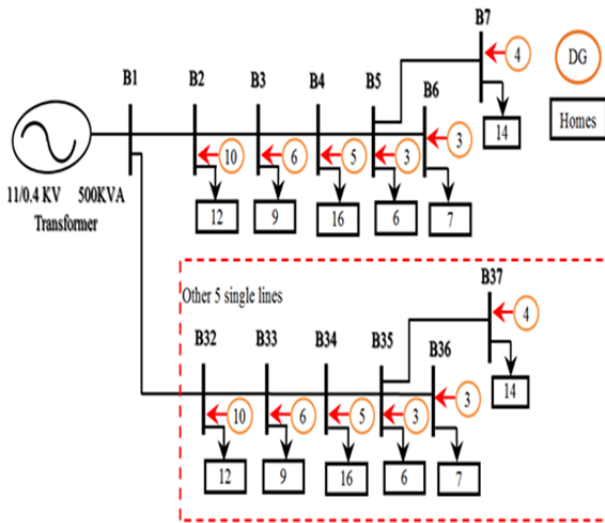 B7
4
DG
14
Homes
B1
B2
B3
B4
B5
B6
10
6
5
3
3
12
9
16
6
7
11/0.4 KV 500KVA
Transformer
Other 5 single lines
B37
4
14
B32
B33
B34
B35
B36
10
6
5
3
3
12
9
16
6
7